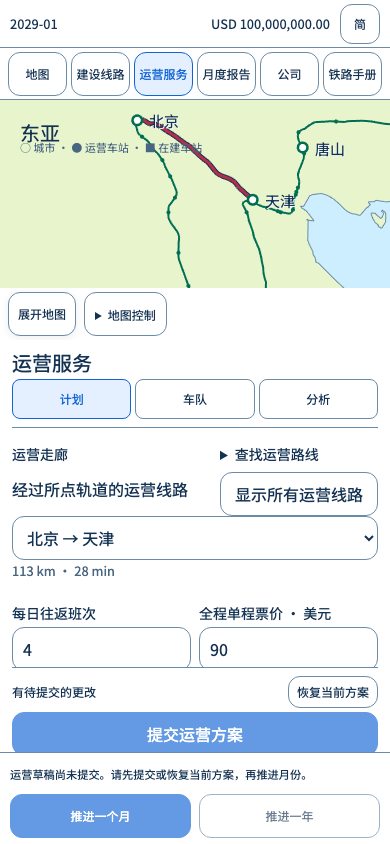 2029-01 USD 100,000,000.00 简
地图 建设线路 运营服务 月度报告 公司 铁路手册
北京
东亚
城市 · 运营车站 · 在建车站
唐山
天津
展开地图 ▶ 地图控制
运营服务
计划 车队 分析
运营走廊 ▶ 查找运营路线
经过所点轨道的运营线路 显示所有运营线路
北京 → 天津
113 km · 28 min
每日往返班次 全程单程票价 · 美元
4 90
有待提交的更改 恢复当前方案
提交运营方案
运营草稿尚未提交。请先提交或恢复当前方案，再推进月份。
推进一个月 推进一年